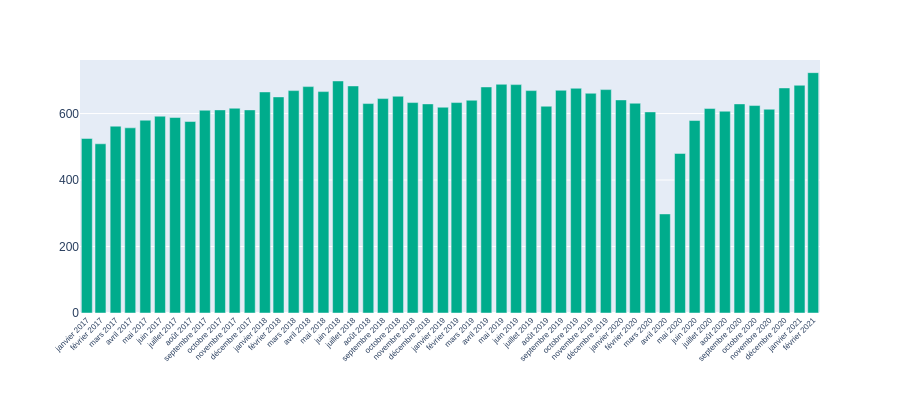 600
400
200
0
janvier 2017
février 2017
mars 2017
avril 2017
mai 2017
juin 2017
juillet 2017
août 2017
septembre 2017
octobre 2017
novembre 2017
décembre 2017
janvier 2018
février 2018
mars 2018
avril 2018
mai 2018
juin 2018
juillet 2018
août 2018
septembre 2018
octobre 2018
novembre 2018
décembre 2018
janvier 2019
février 2019
mars 2019
avril 2019
mai 2019
juin 2019
juillet 2019
août 2019
septembre 2019
octobre 2019
novembre 2019
décembre 2019
janvier 2020
février 2020
mars 2020
avril 2020
mai 2020
juin 2020
juillet 2020
août 2020
septembre 2020
octobre 2020
novembre 2020
décembre 2020
janvier 2021
février 2021